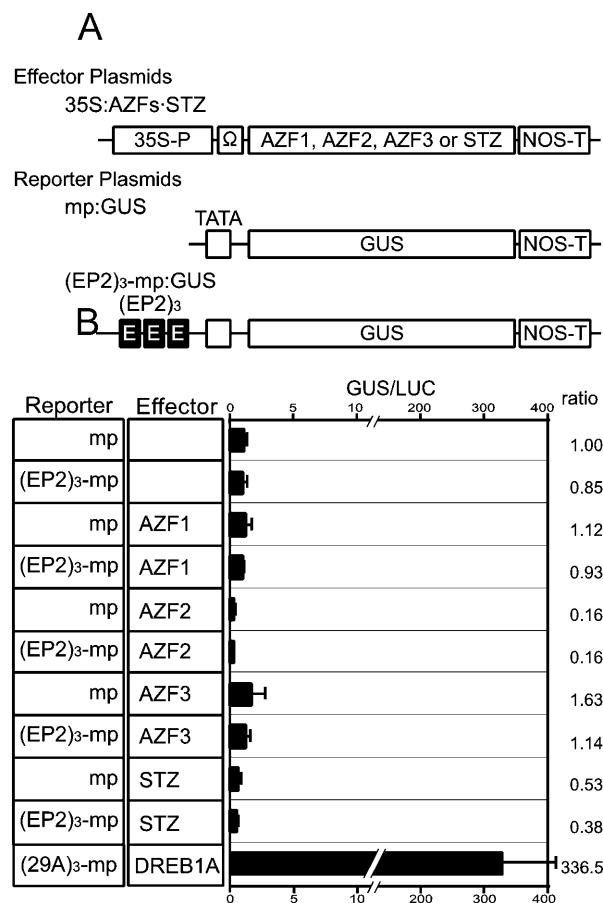 A
Effector Plasmids
35S:AZFs·STZ
35S-P Ω AZF1, AZF2, AZF3 or STZ NOS-T
Reporter Plasmids
mp:GUS
TATA
GUS NOS-T
(EP2)₃-mp:GUS
(EP2)₃
B E E E GUS NOS-T
GUS/LUC
Reporter Effector 0 5 10 200 300 400 ratio
mp 1.00
(EP2)₃-mp 0.85
mp AZF1 1.12
(EP2)₃-mp AZF1 0.93
mp AZF2 0.16
(EP2)₃-mp AZF2 0.16
mp AZF3 1.63
(EP2)₃-mp AZF3 1.14
mp STZ 0.53
(EP2)₃-mp STZ 0.38
(29A)₃-mp DREB1A 336.5
0 5 10 200 300 400